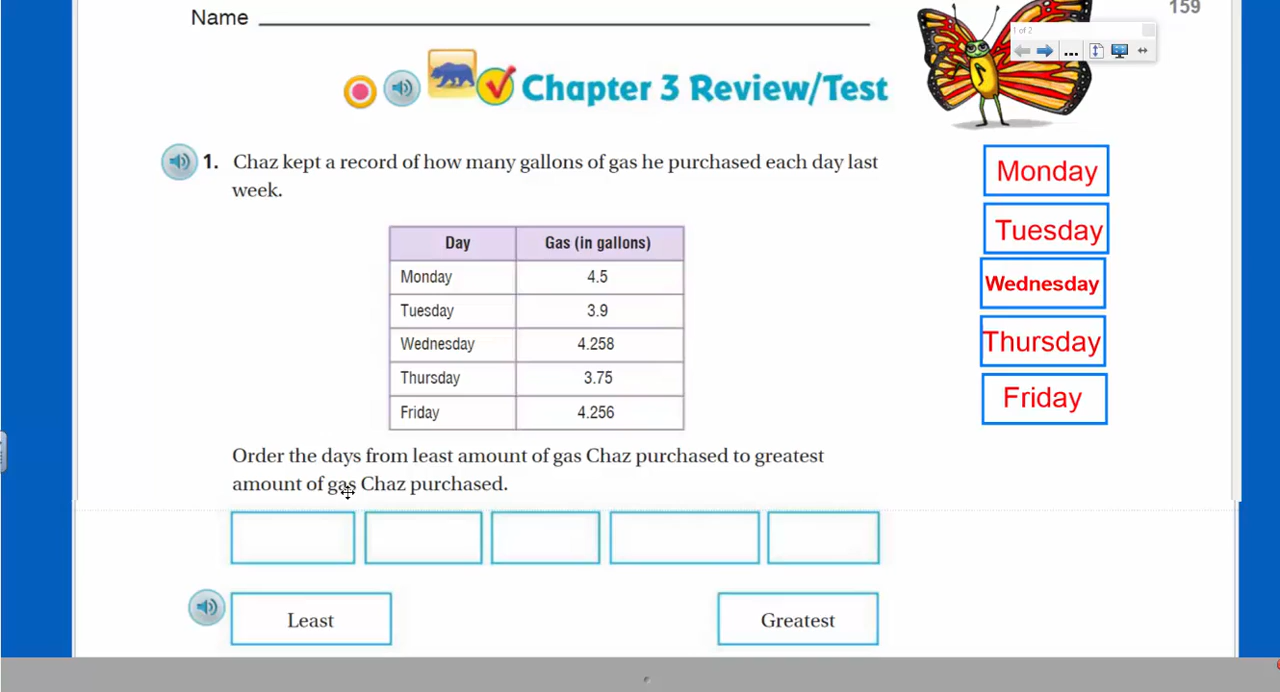 Name
159
1 of 2
Chapter 3 Review/Test
1. Chaz kept a record of how many gallons of gas he purchased each day last
week.
Day Gas (in gallons)
Monday 4.5
Tuesday 3.9
Wednesday 4.258
Thursday 3.75
Friday 4.256
Monday
Tuesday
Wednesday
Thursday
Friday
Order the days from least amount of gas Chaz purchased to greatest
amount of gas Chaz purchased.
Least Greatest